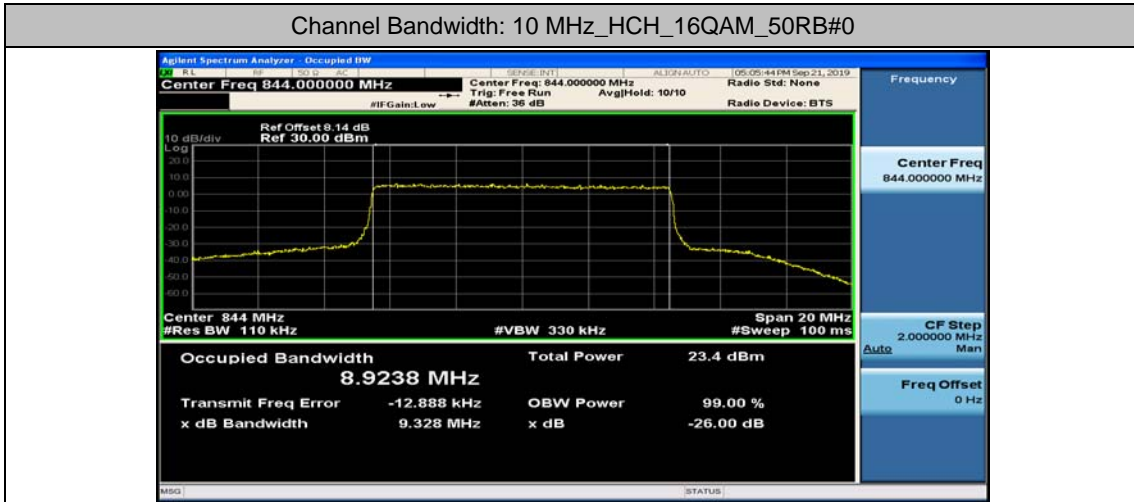 Channel Bandwidth: 10 MHz_HCH_16QAM_50RB#0
Agilent Spectrum Analyzer - Occupied BW
RL RF 50 Ω AC SENSE:INT ALIGN AUTO 05:05:44 PM Sep 21, 2019
Center Freq 844.000000 MHz
Center Freq: 844.000000 MHz
Radio Std: None
Trig: Free Run Avg|Hold: 10/10
#IFGain:Low #Atten: 36 dB Radio Device: BTS
Ref Offset 8.14 dB
10 dB/div Ref 30.00 dBm
Log
20.0
10.0
0.00
-10.0
-20.0
-30.0
-40.0
-50.0
-60.0
Center 844 MHz Span 20 MHz
#Res BW 110 kHz #VBW 330 kHz #Sweep 100 ms
Occupied Bandwidth Total Power 23.4 dBm
8.9238 MHz
Transmit Freq Error -12.888 kHz OBW Power 99.00 %
x dB Bandwidth 9.328 MHz x dB -26.00 dB
MSG STATUS
Frequency
Center Freq
844.000000 MHz
CF Step
2.000000 MHz
Auto Man
Freq Offset
0 Hz